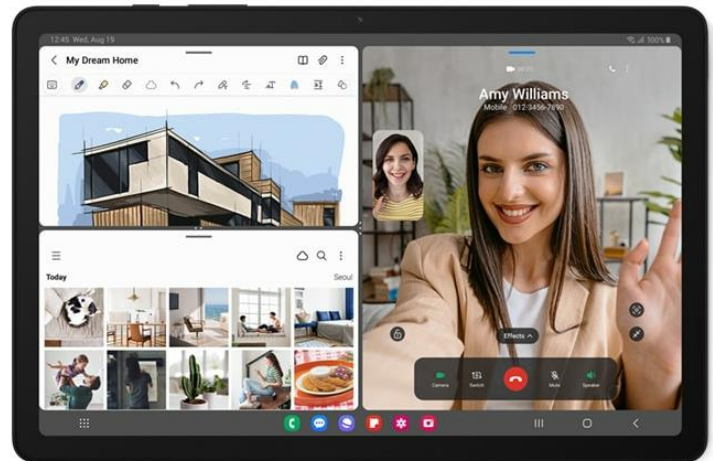 12:45 Wed, Aug 19
100%
My Dream Home
Today
Seoul
Amy Williams
Mobile 012-3456-7890
Effects
Camera
Switch
Mute
Speaker